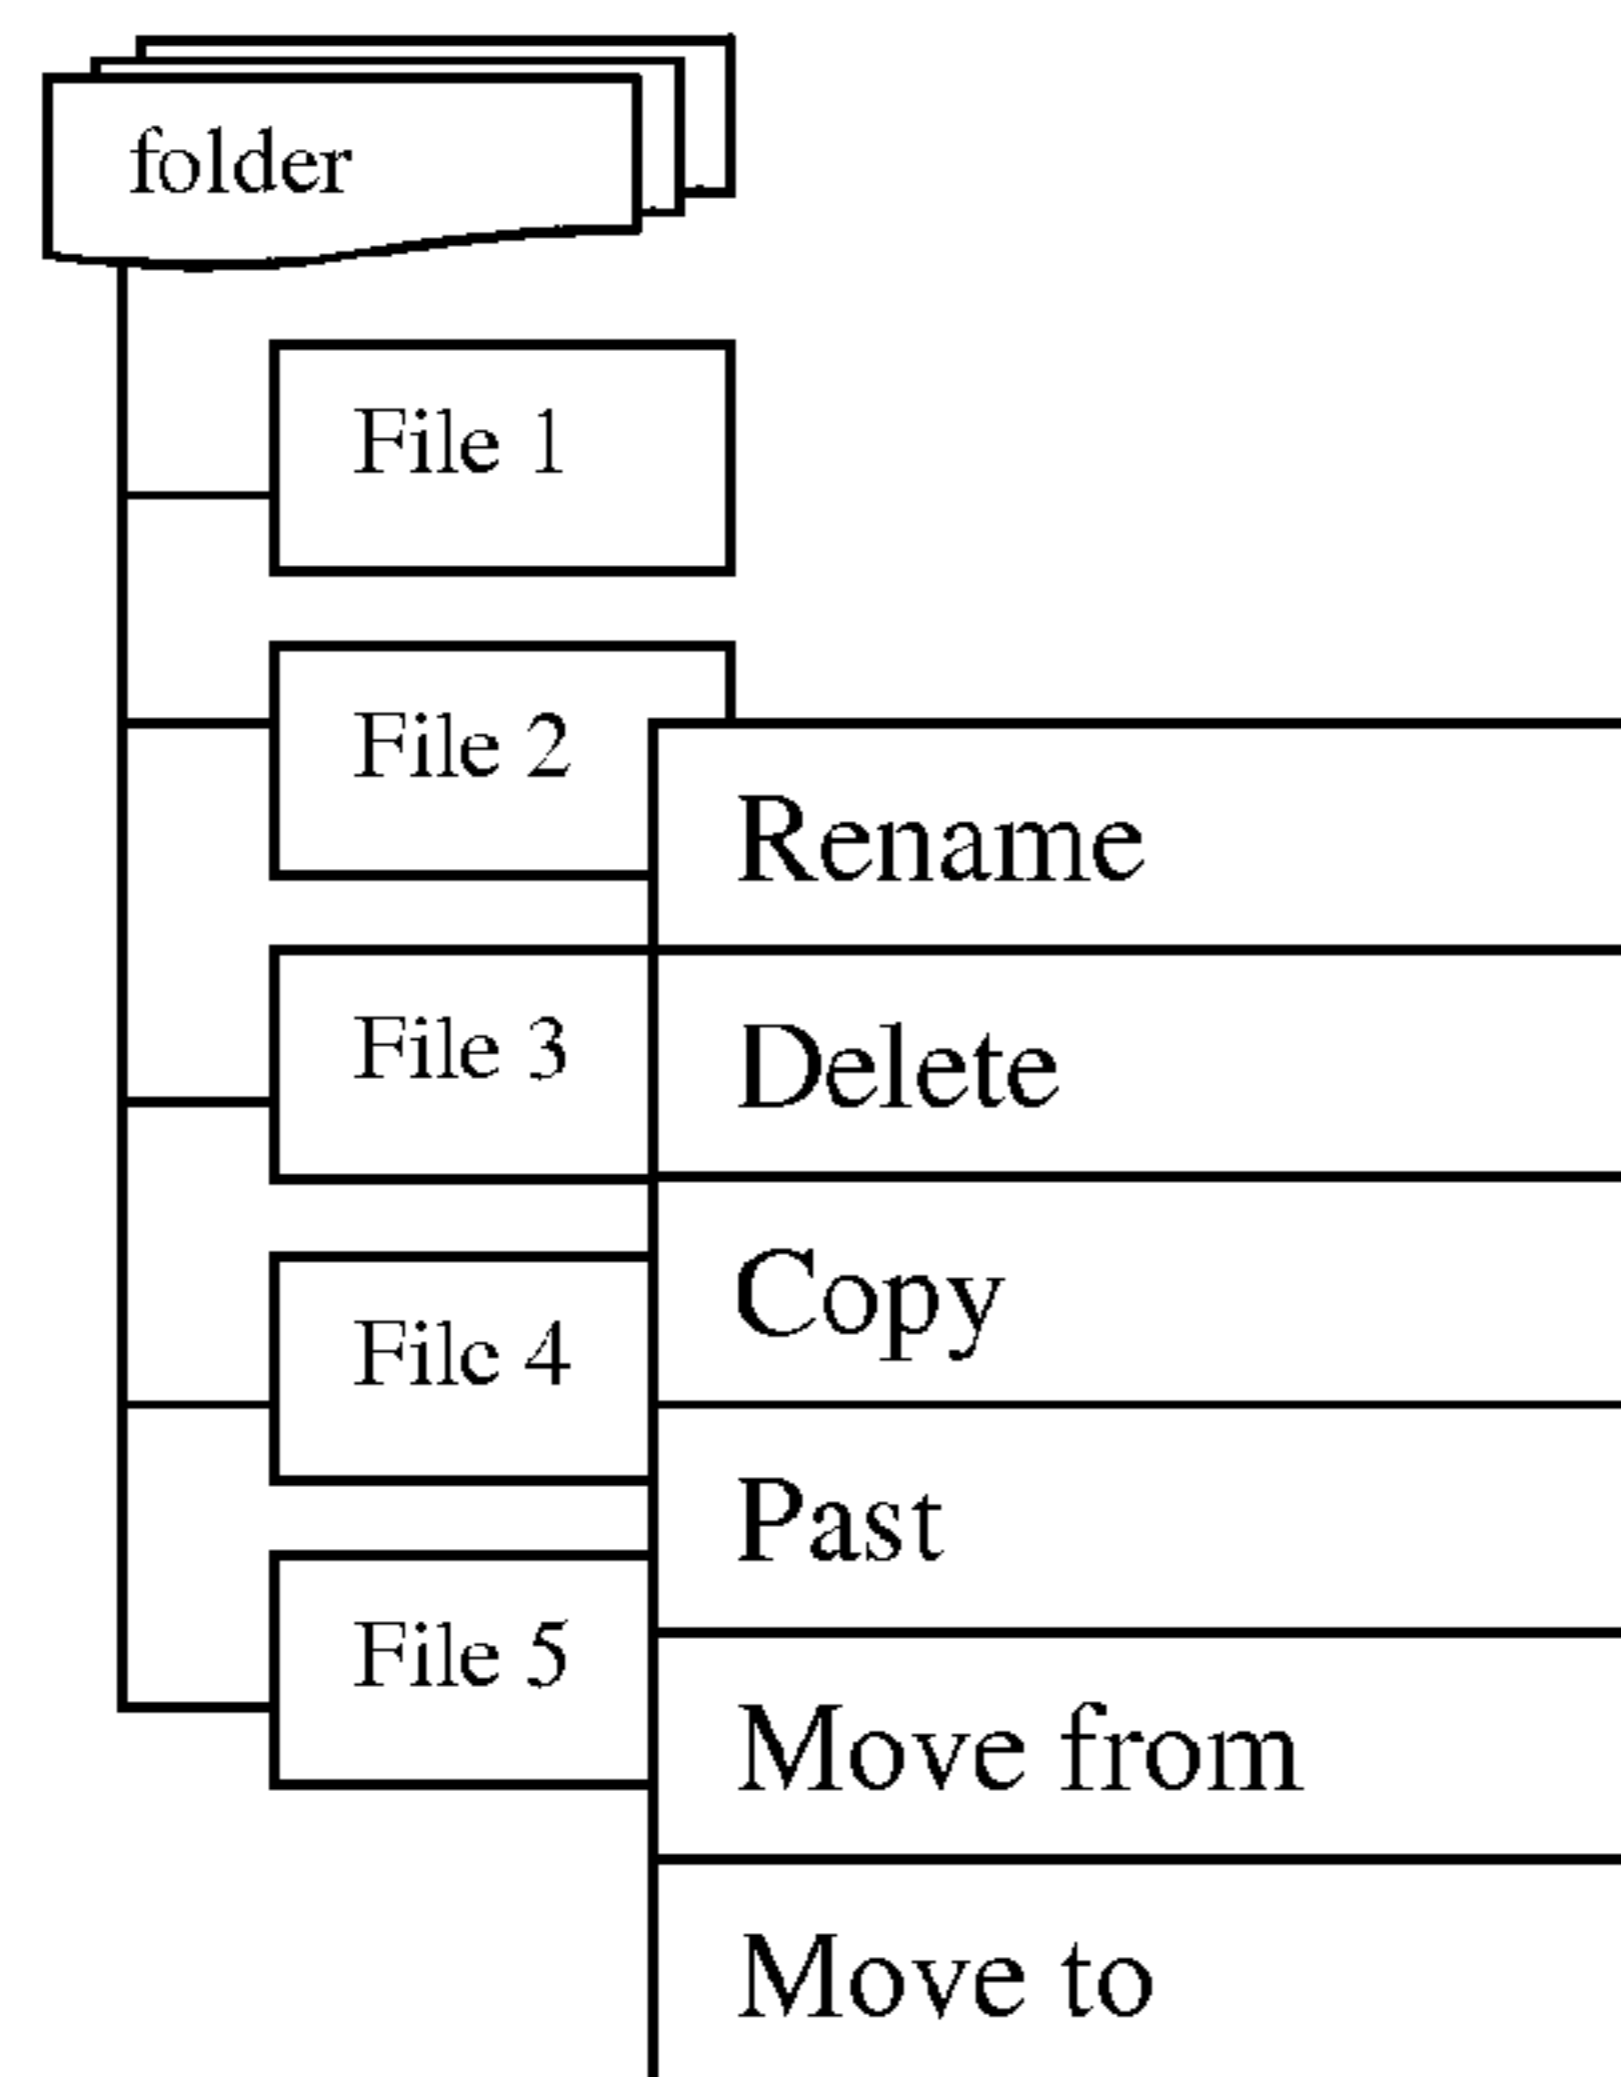 folder
File 1
File 2
Rename
File 3
Delete
Copy
File 4
Past
File 5
Move from
Move to